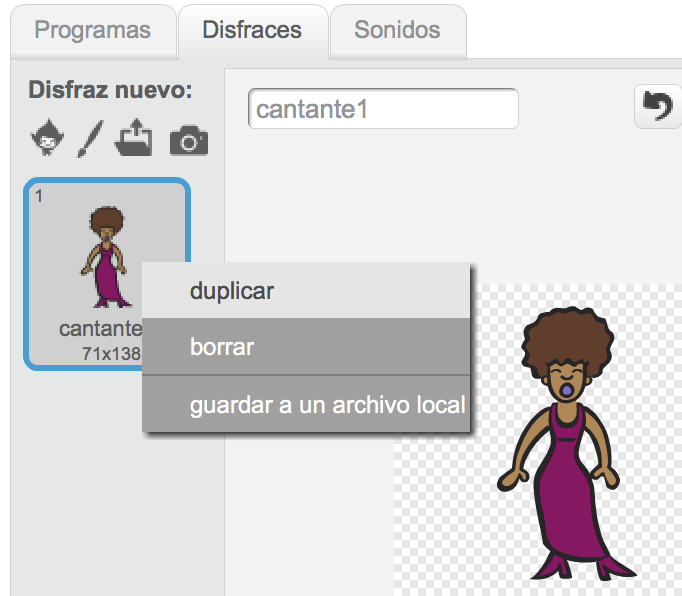 Programas
Disfraces
Sonidos
Disfraz nuevo:
cantante1
1
cantante
71x138
duplicar
borrar
guardar a un archivo local